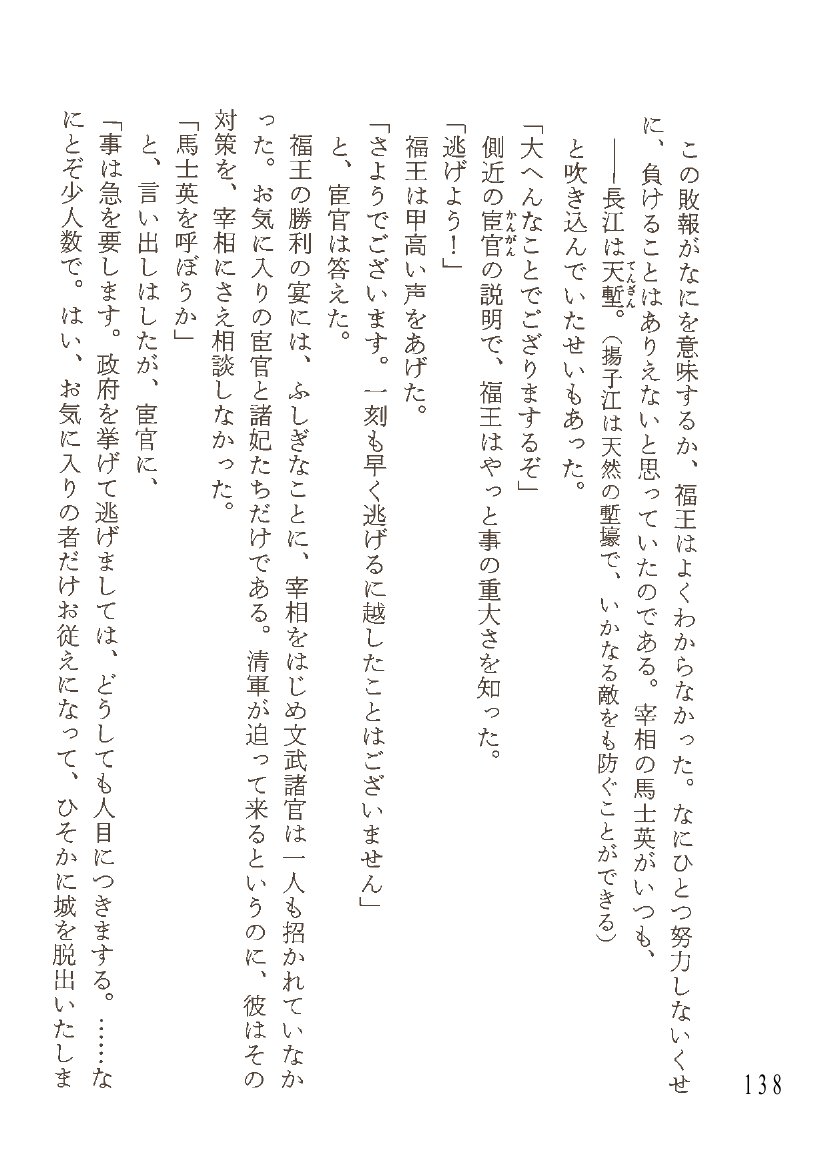 この敗報がなにを意味するか、福王はよくわからなかった。なにひとつ努力しないくせ
に、負けることはありえないと思っていたのである。宰相の馬士英がいつも、
――長江は天塹。（揚子江は天然の塹壕で、いかなる敵をも防ぐことができる）
てんざん
と吹き込んでいたせいもあった。
「大へんなことでござりまするぞ」
側近の宦官の説明で、福王はやっと事の重大さを知った。
かんがん
「逃げよう！」
福王は甲高い声をあげた。
「さようでございます。一刻も早く逃げるに越したことはございません」
と、宦官は答えた。
福王の勝利の宴には、ふしぎなことに、宰相をはじめ文武諸官は一人も招かれていなか
った。お気に入りの宦官と諸妃たちだけである。清軍が迫って来るというのに、彼はその
対策を、宰相にさえ相談しなかった。
「馬士英を呼ぼうか」
と、言い出しはしたが、宦官に、
「事は急を要します。政府を挙げて逃げましては、どうしても人目につきまする。……な
にとぞ少人数で。はい、お気に入りの者だけお従えになって、ひそかに城を脱出いたしま
138